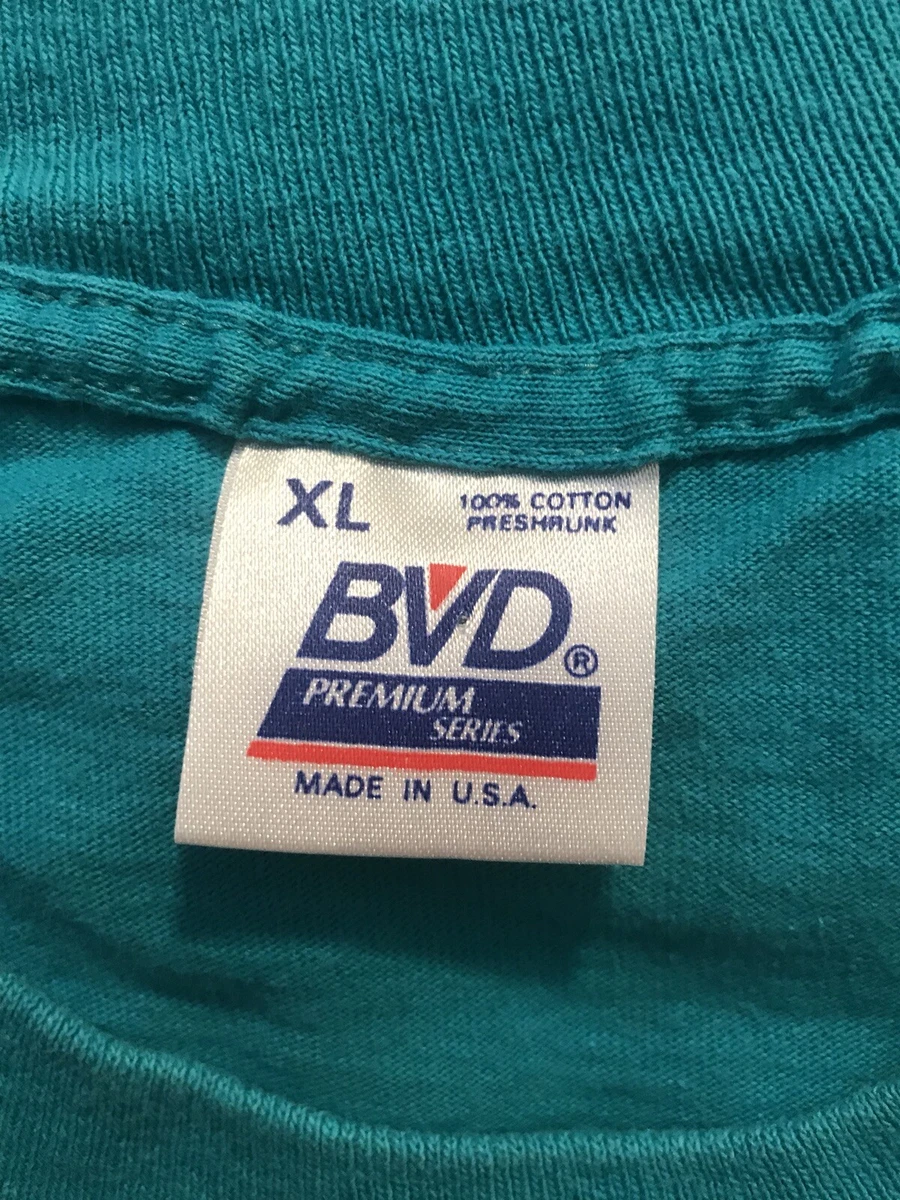 XL
100% COTTON
PRESHRUNK
BVD®
PREMIUM
SERIES
MADE IN U.S.A.